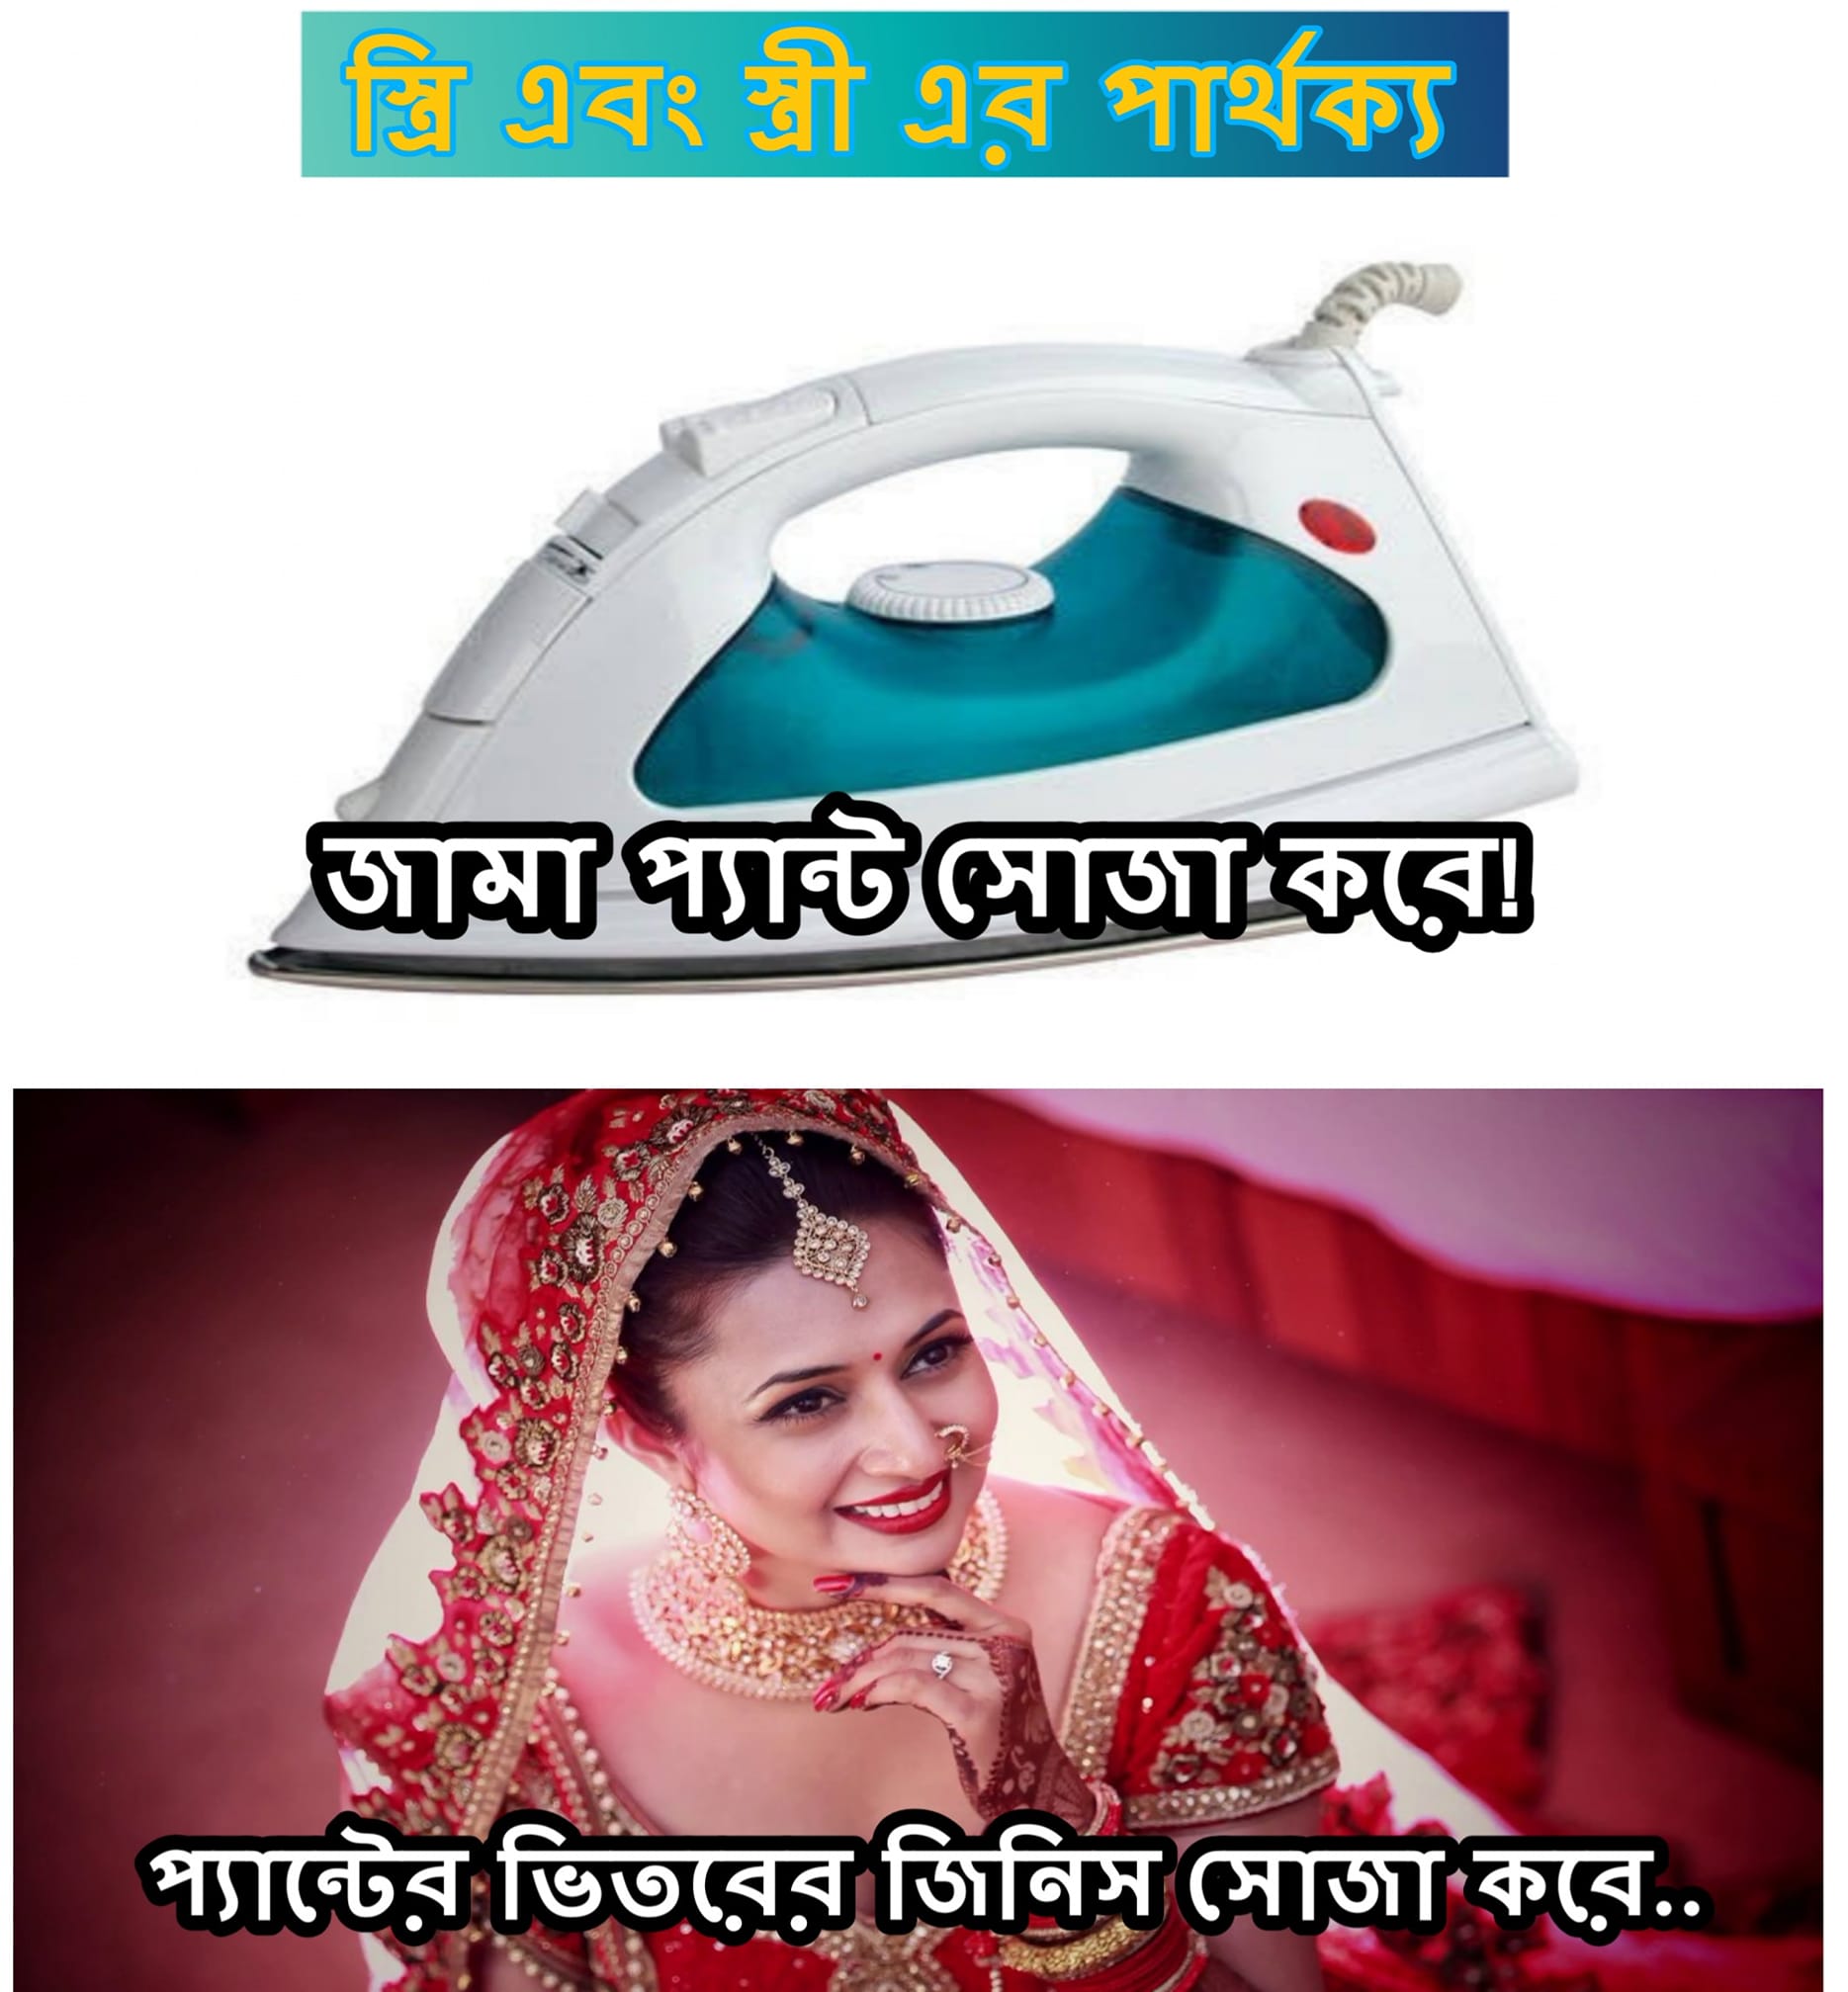 স্ত্রি এবং স্ত্রী এর পার্থক্য
জামা প্যান্ট সোজা করে!
প্যান্টের ভিতরের জিনিস সোজা করে..